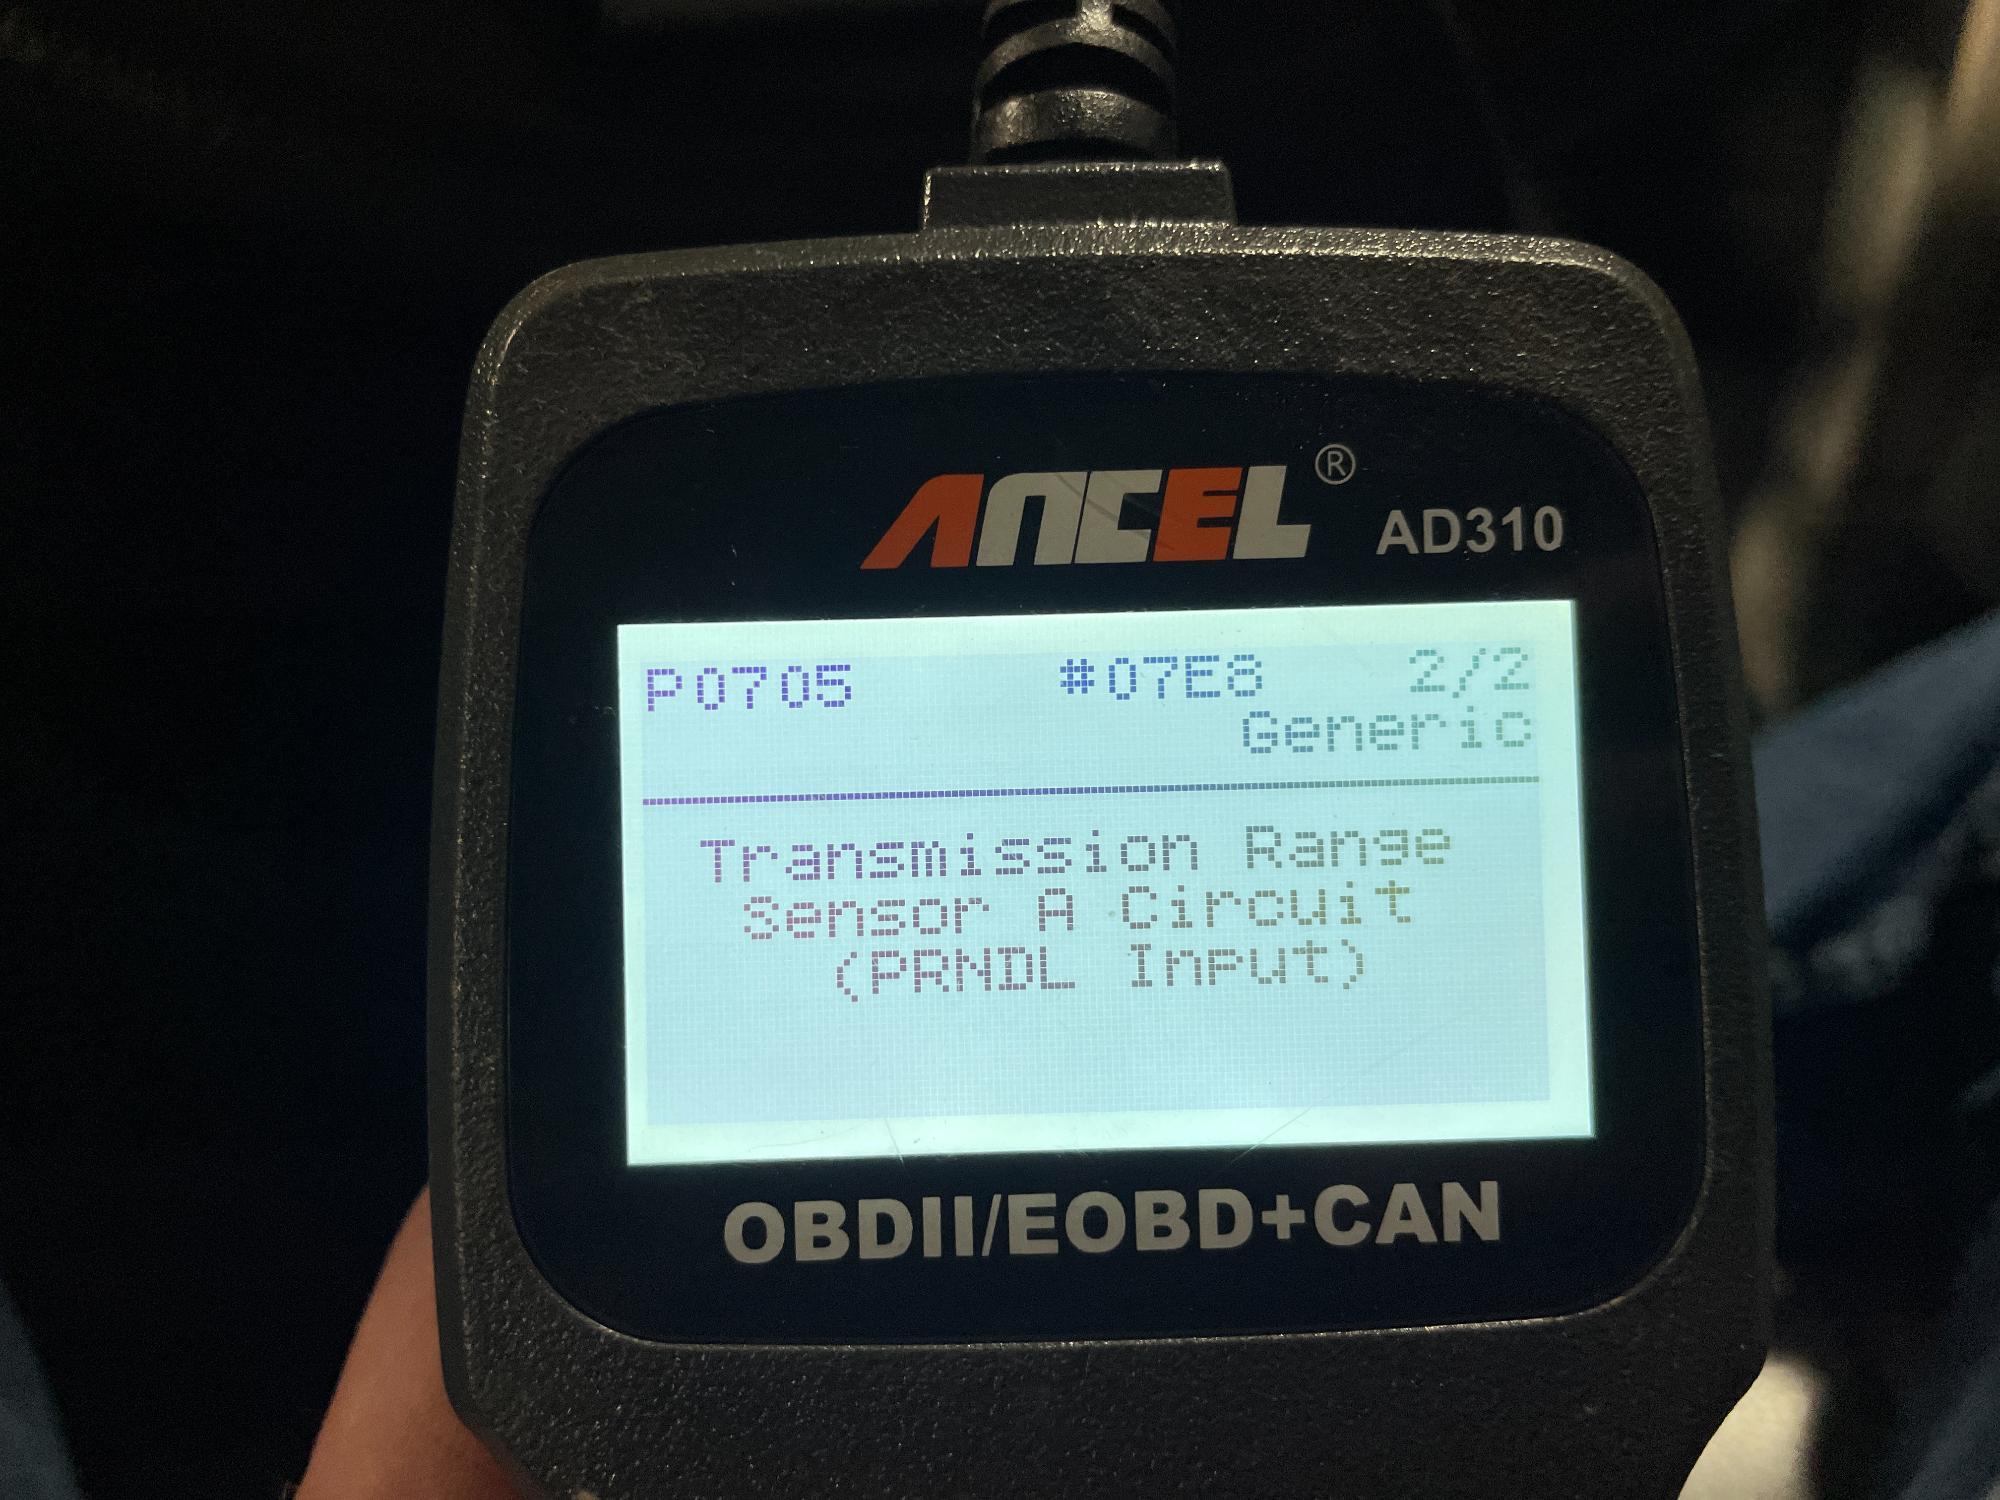 ANCEL® AD310
P0705 #07E8 2/2
Generic
Transmission Range
Sensor A Circuit
(PRNDL Input)
OBDII/EOBD+CAN